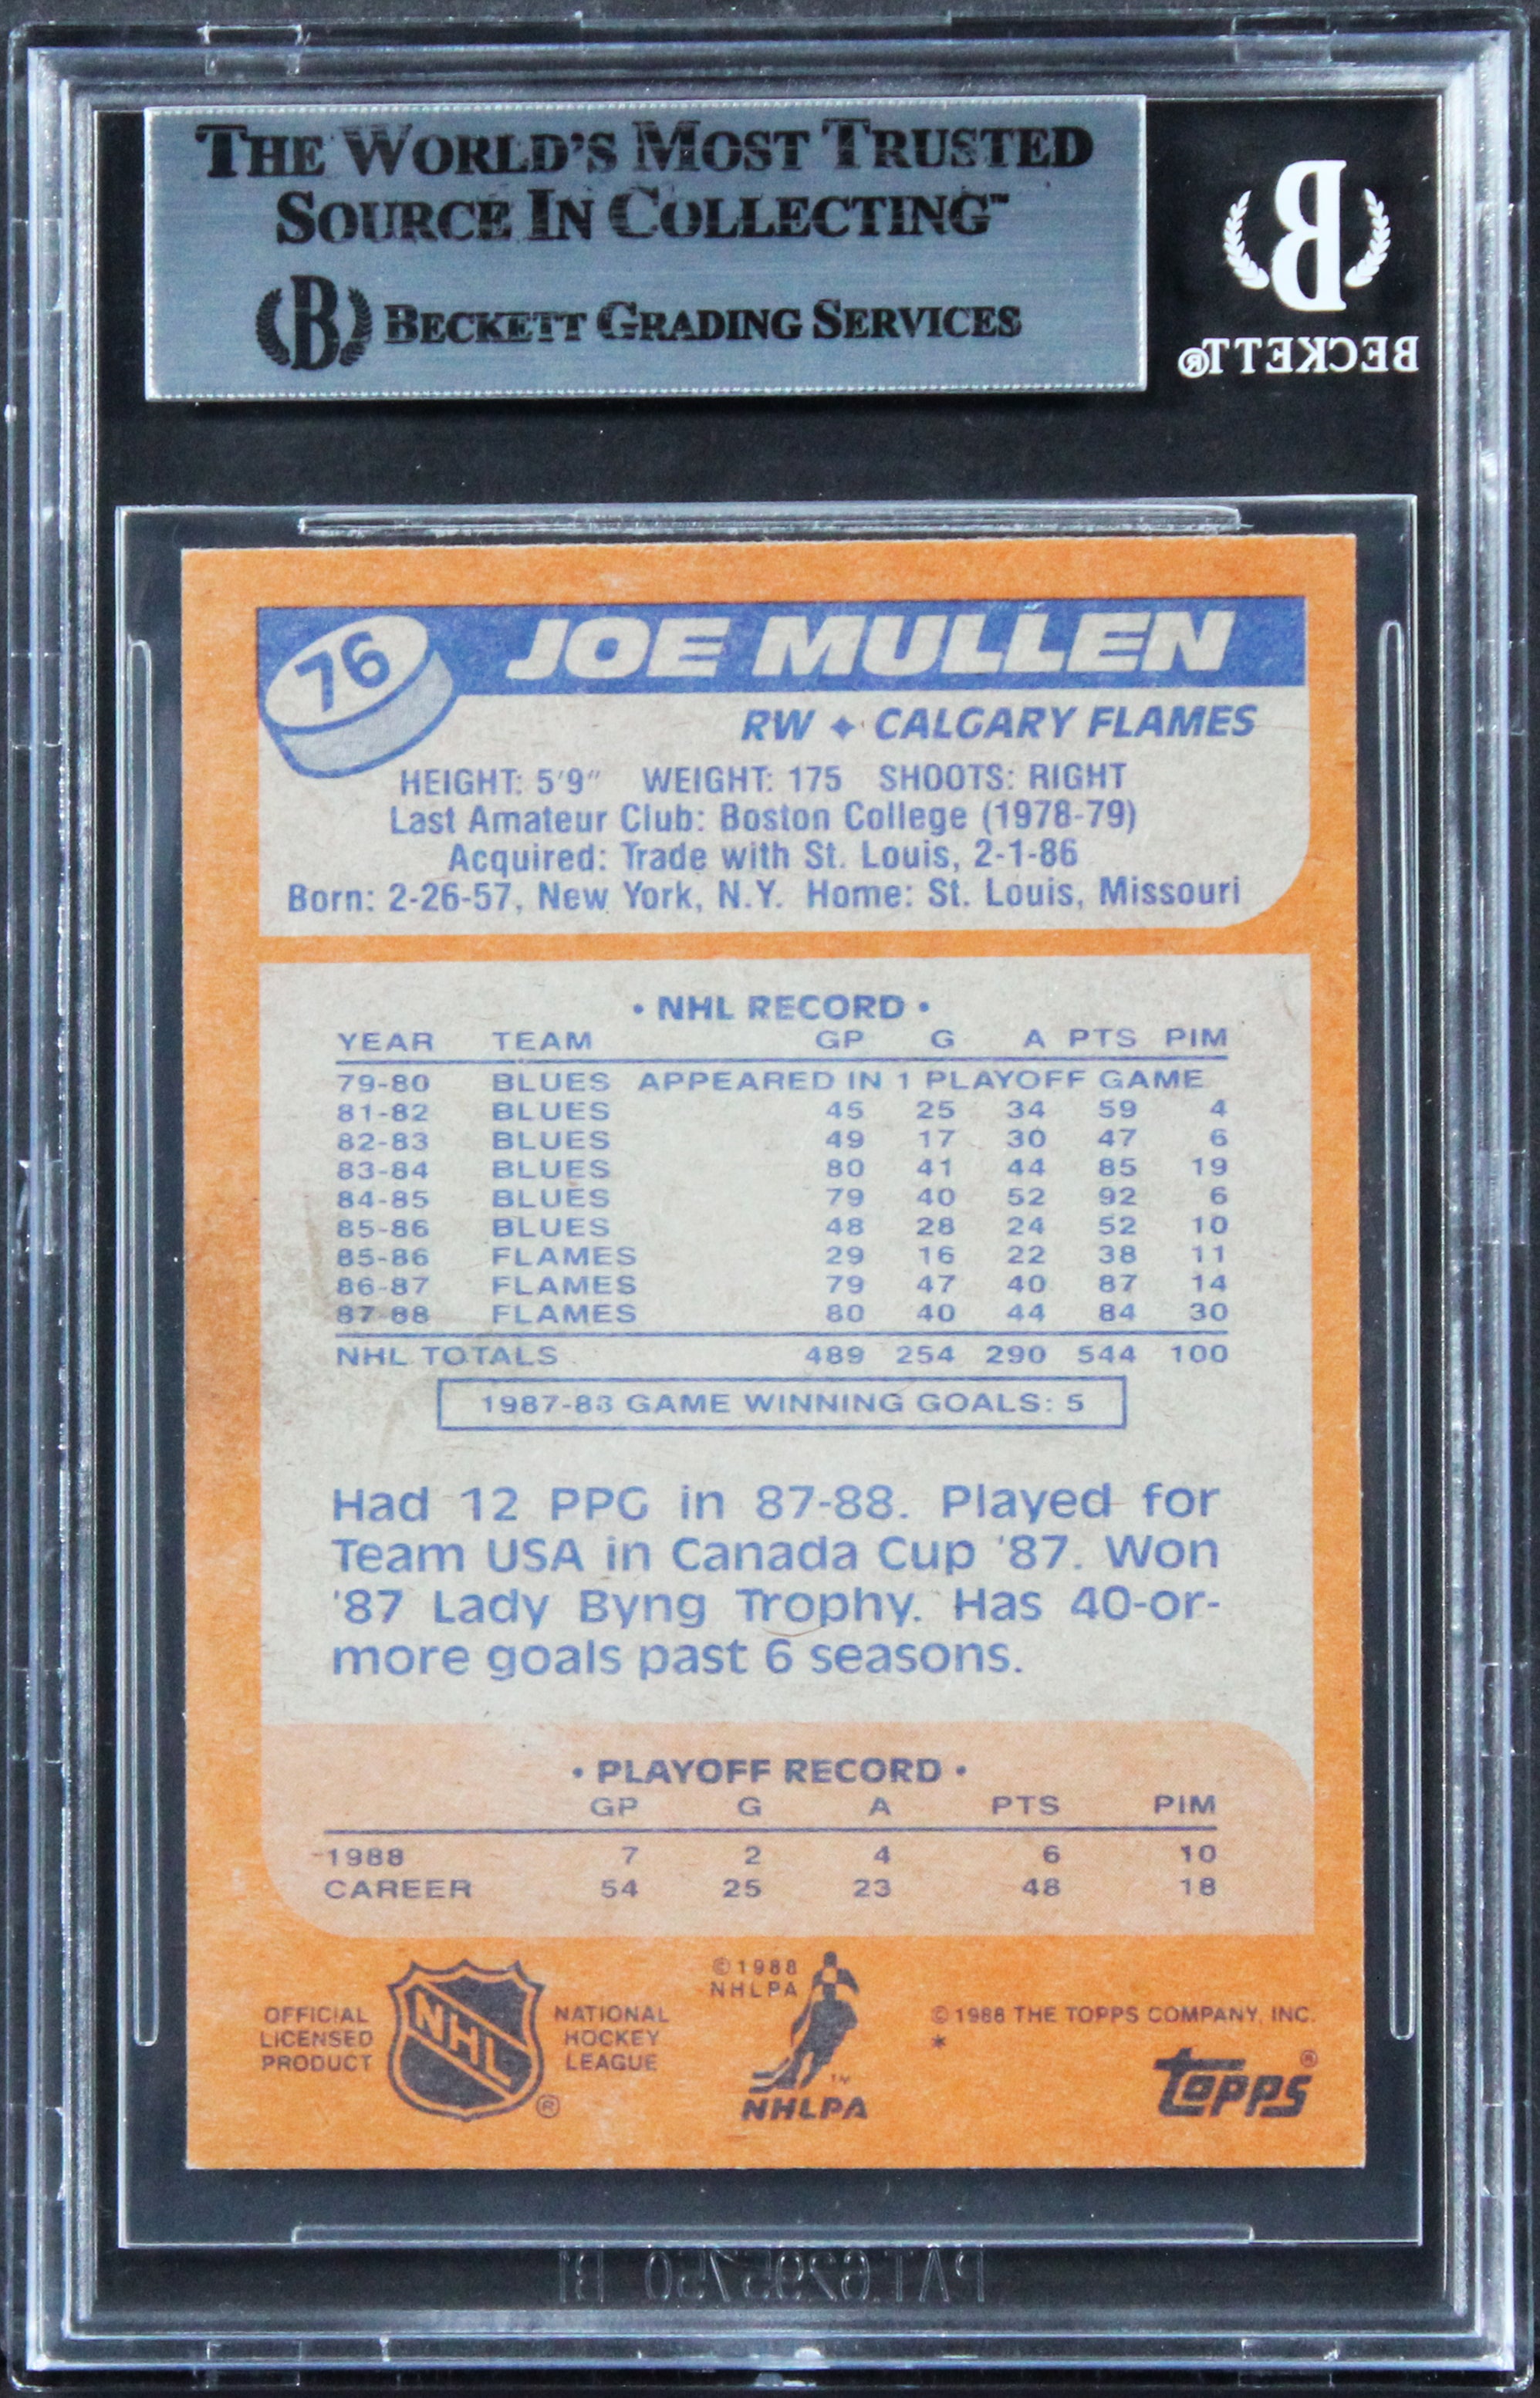 THE WORLD'S MOST TRUSTED
SOURCE IN COLLECTING™
B BECKETT GRADING SERVICES
B
BECKETT®
76 JOE MULLEN
RW ✦ CALGARY FLAMES
HEIGHT: 5'9" WEIGHT: 175 SHOOTS: RIGHT
Last Amateur Club: Boston College (1978-79)
Acquired: Trade with St. Louis, 2-1-86
Born: 2-26-57, New York, N.Y. Home: St. Louis, Missouri
• NHL RECORD •
YEAR TEAM GP G A PTS PIM
79-80 BLUES APPEARED IN 1 PLAYOFF GAME
81-82 BLUES 45 25 34 59 4
82-83 BLUES 49 17 30 47 6
83-84 BLUES 80 41 44 85 19
84-85 BLUES 79 40 52 92 6
85-86 BLUES 48 28 24 52 10
85-86 FLAMES 29 16 22 38 11
86-87 FLAMES 79 47 40 87 14
87-88 FLAMES 80 40 44 84 30
NHL TOTALS 489 254 290 544 100
1987-88 GAME WINNING GOALS: 5
Had 12 PPG in 87-88. Played for
Team USA in Canada Cup '87. Won
'87 Lady Byng Trophy. Has 40-or-
more goals past 6 seasons.
• PLAYOFF RECORD •
GP G A PTS PIM
1988 7 2 4 6 10
CAREER 54 25 23 48 18
OFFICIAL
LICENSED
PRODUCT
NHL
®
NATIONAL
HOCKEY
LEAGUE
©1988
NHLPA
™
NHLPA
©1988 THE TOPPS COMPANY, INC.
*
topps®
PAT.6295750 B1